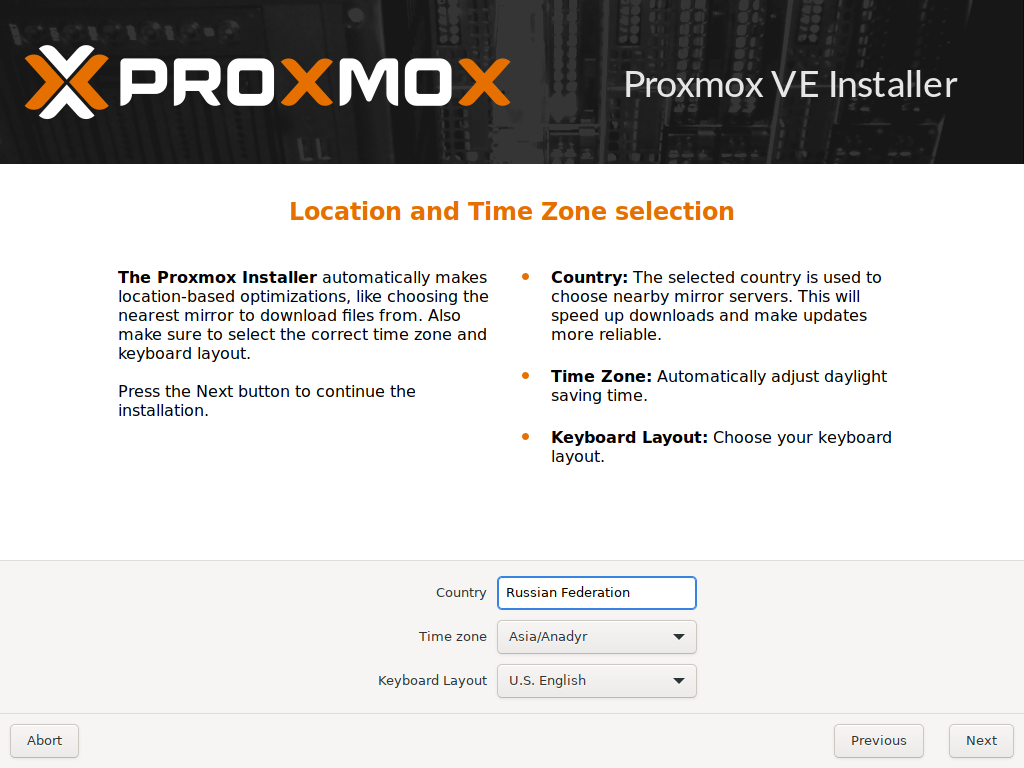 PROXMOX
Proxmox VE Installer
Location and Time Zone selection
The Proxmox Installer automatically makes
location-based optimizations, like choosing the
nearest mirror to download files from. Also
make sure to select the correct time zone and
keyboard layout.
Press the Next button to continue the
installation.
Country: The selected country is used to
choose nearby mirror servers. This will
speed up downloads and make updates
more reliable.
Time Zone: Automatically adjust daylight
saving time.
Keyboard Layout: Choose your keyboard
layout.
Country
Russian Federation
Time zone
Asia/Anadyr
Keyboard Layout
U.S. English
Abort
Previous
Next